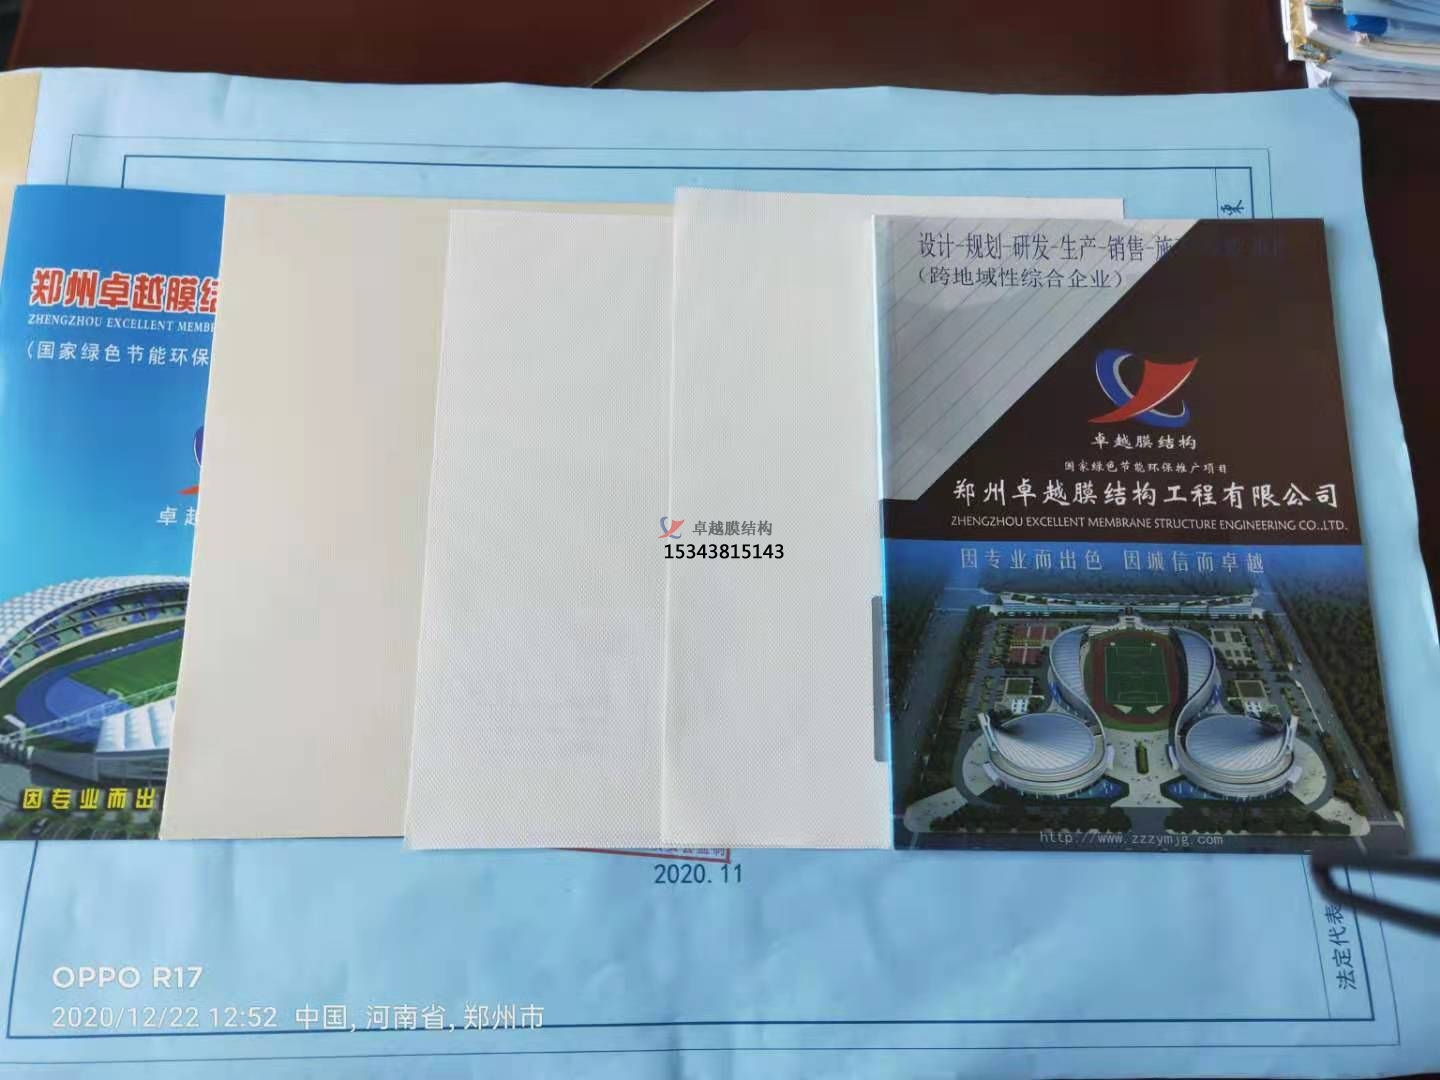 郑州卓越膜结
ZHENGZHOU EXCELLENT MEMB
(国家绿色节能环保
卓越
因专业而出
设计-规划-研发-生产-销售-施
(跨地域性综合企业)
卓越膜结构
国家绿色节能环保推广项目
郑州卓越膜结构工程有限公司
ZHENGZHOU EXCELLENT MEMBRANE STRUCTURE ENGINEERING CO.,LTD.
因专业而出色 因诚信而卓越
http://www.zzzymjg.com
卓越膜结构
15343815143
2020.11
法定代表
OPPO R17
2020/12/22 12:52 中国, 河南省, 郑州市